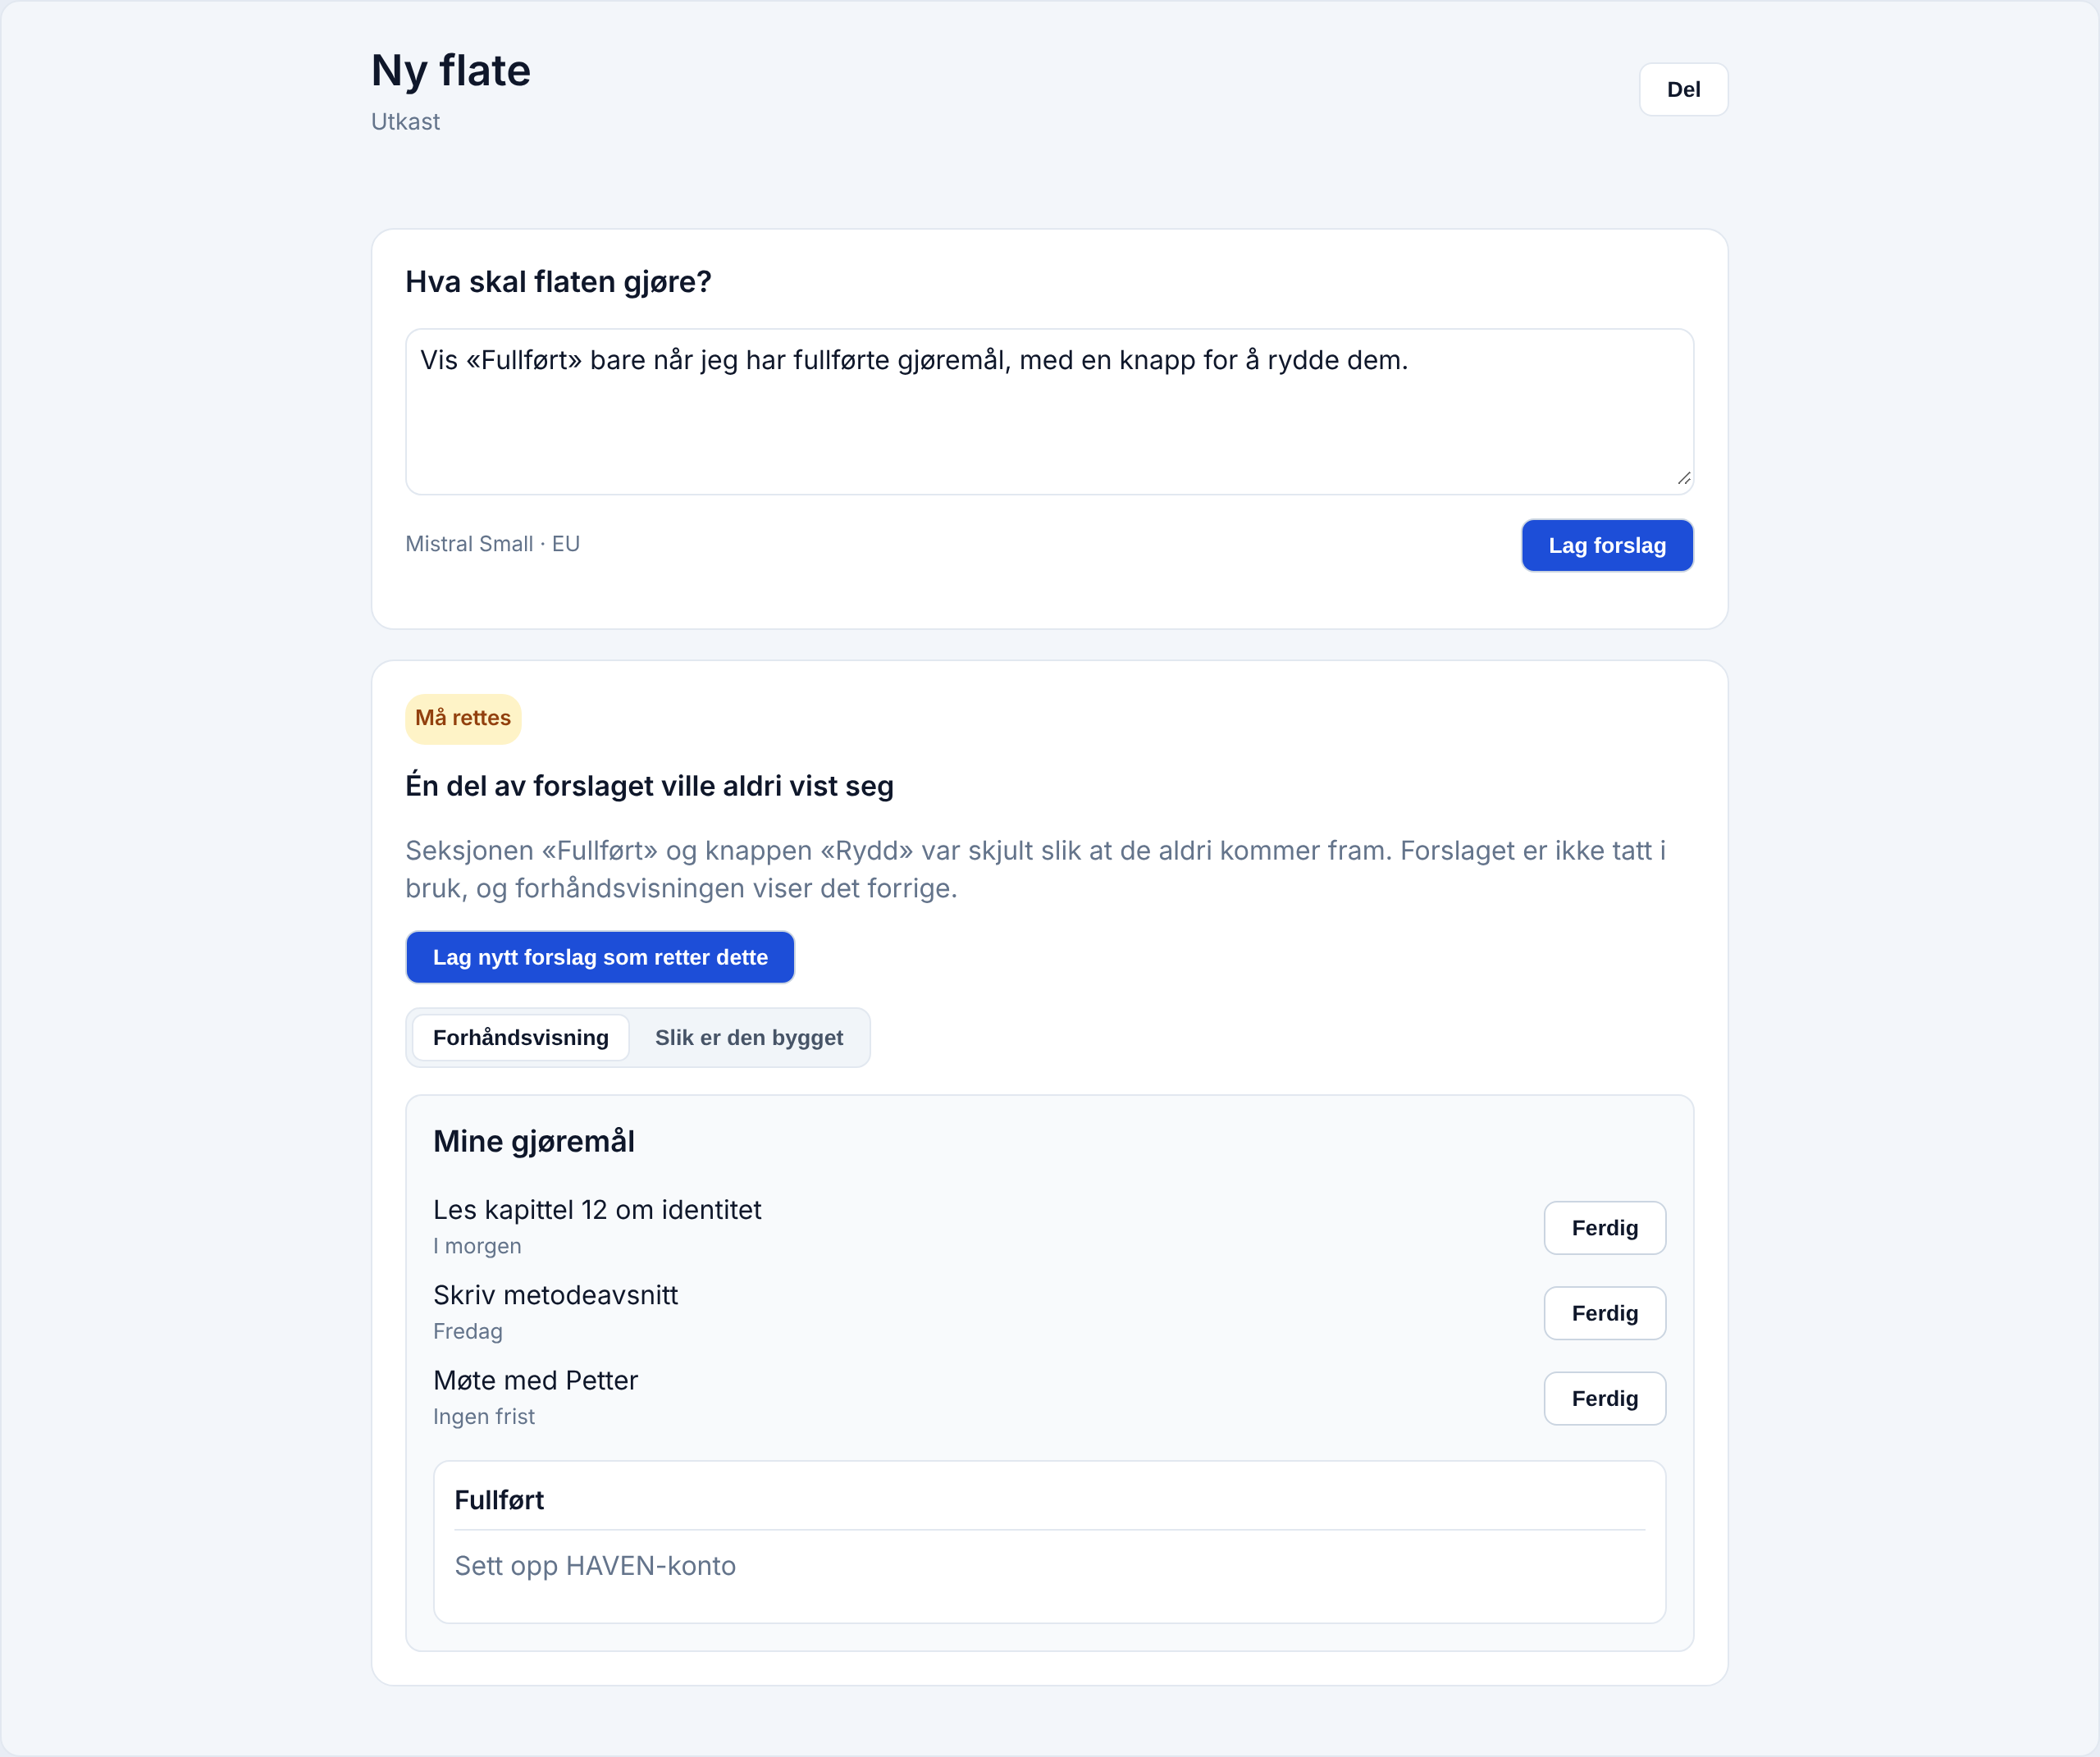 Ny flate
Utkast
Del
Hva skal flaten gjøre?
Vis «Fullført» bare når jeg har fullførte gjøremål, med en knapp for å rydde dem.
Mistral Small · EU
Lag forslag
Må rettes
Én del av forslaget ville aldri vist seg
Seksjonen «Fullført» og knappen «Rydd» var skjult slik at de aldri kommer fram. Forslaget er ikke tatt i
bruk, og forhåndsvisningen viser det forrige.
Lag nytt forslag som retter dette
Forhåndsvisning
Slik er den bygget
Mine gjøremål
Les kapittel 12 om identitet
I morgen
Ferdig
Skriv metodeavsnitt
Fredag
Ferdig
Møte med Petter
Ingen frist
Ferdig
Fullført
Sett opp HAVEN-konto